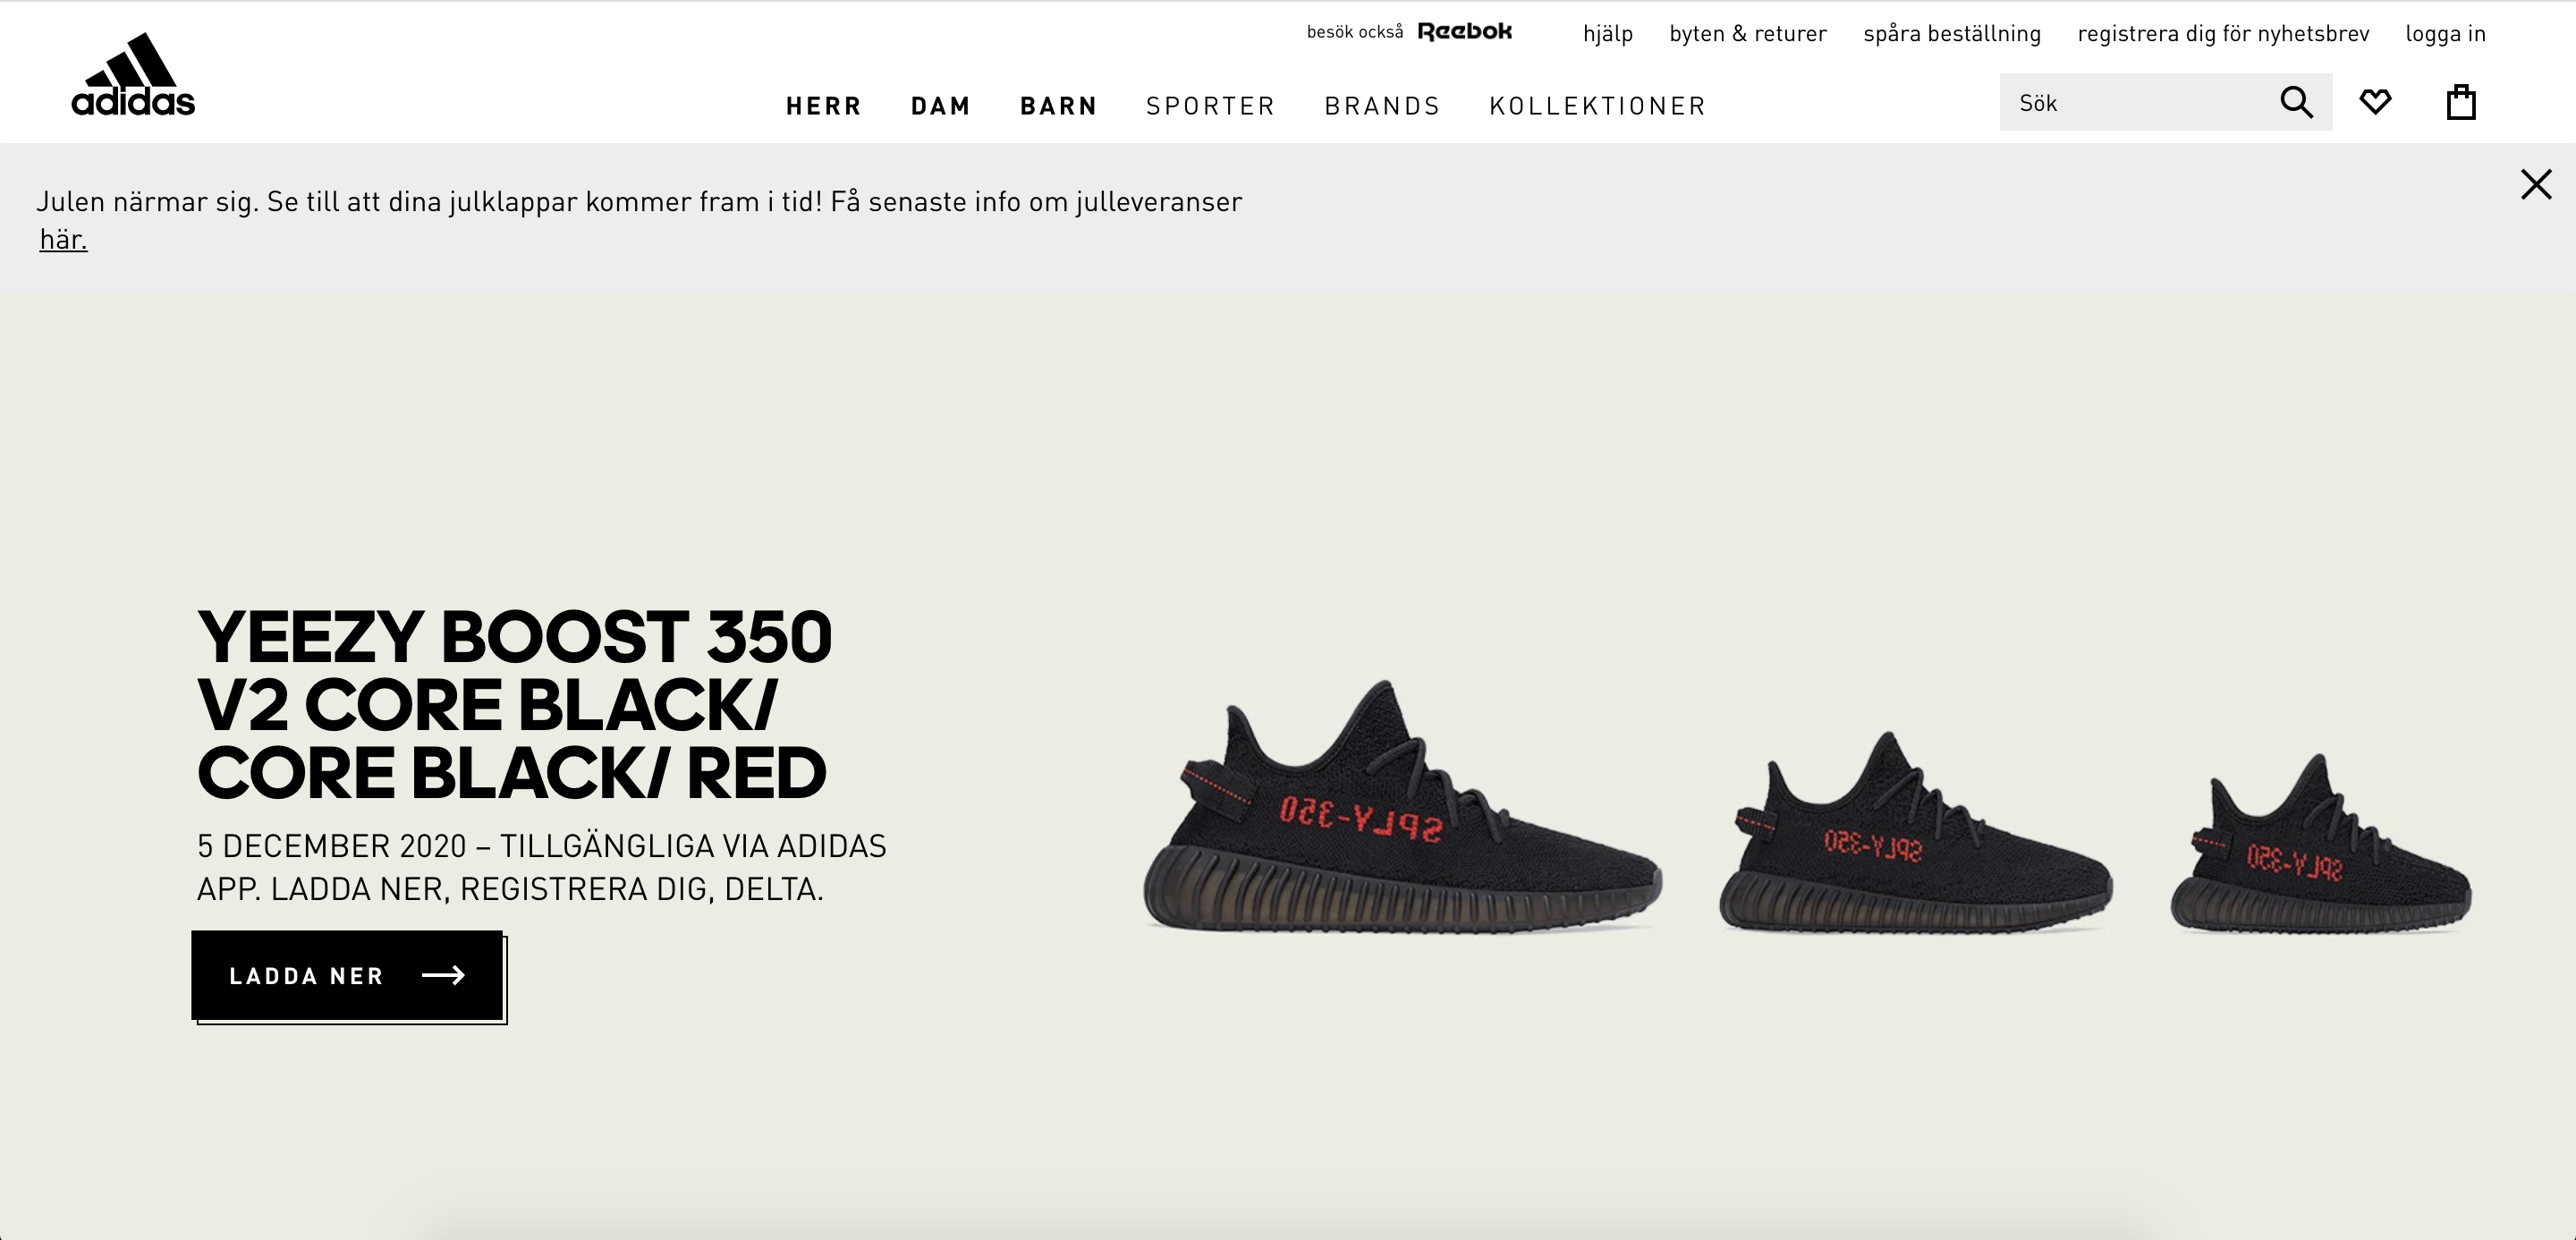 besök också Reebok hjälp byten & returer spåra beställning registrera dig för nyhetsbrev logga in
adidas
HERR DAM BARN SPORTER BRANDS KOLLEKTIONER
Sök
Julen närmar sig. Se till att dina julklappar kommer fram i tid! Få senaste info om julleveranser
här.
YEEZY BOOST 350
V2 CORE BLACK/
CORE BLACK/ RED
5 DECEMBER 2020 – TILLGÄNGLIGA VIA ADIDAS
APP. LADDA NER, REGISTRERA DIG, DELTA.
LADDA NER
SPLY-350
SPLY-350
SPLY-350